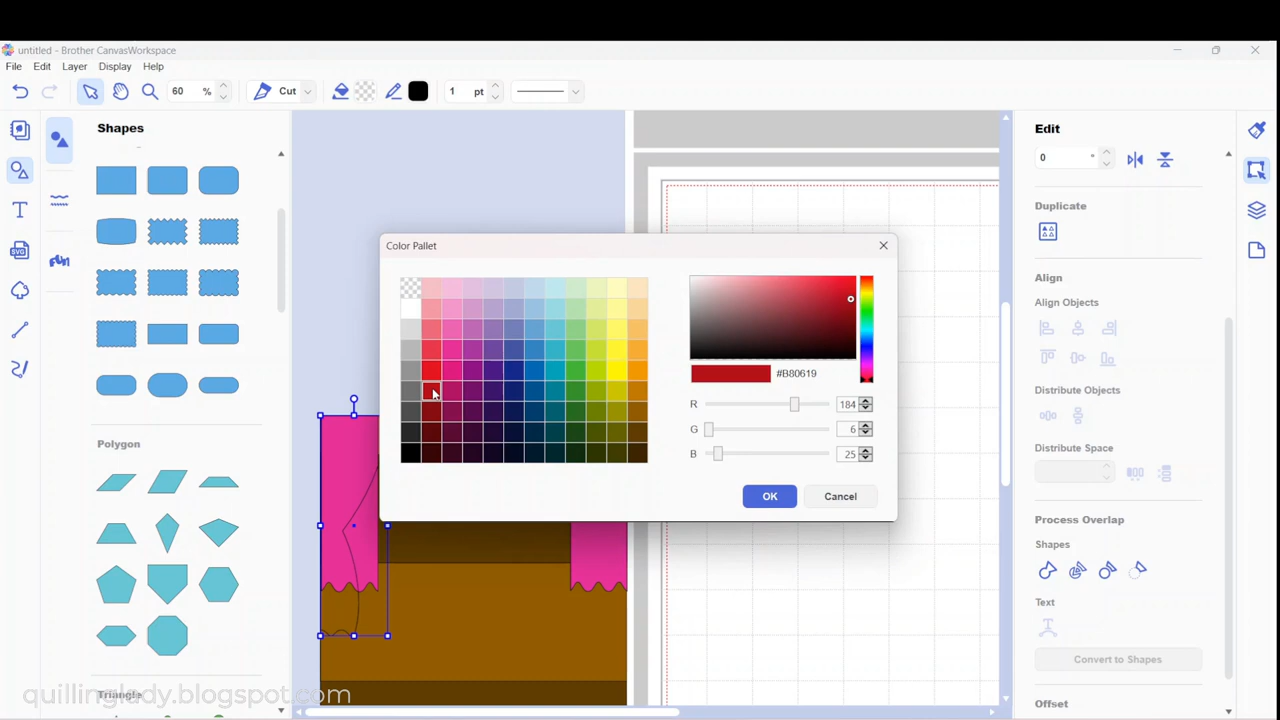 untitled - Brother CanvasWorkspace
File Edit Layer Display Help
60 % Cut 1 pt
Shapes
Edit
0 °
Duplicate
Align
Align Objects
Distribute Objects
Distribute Space
Process Overlap
Shapes
Text
Convert to Shapes
Offset
Color Pallet
#B80619
R 184
G 6
B 25
OK Cancel
Polygon
Triangle
T
SVG
fun
quillinglady.blogspot.com